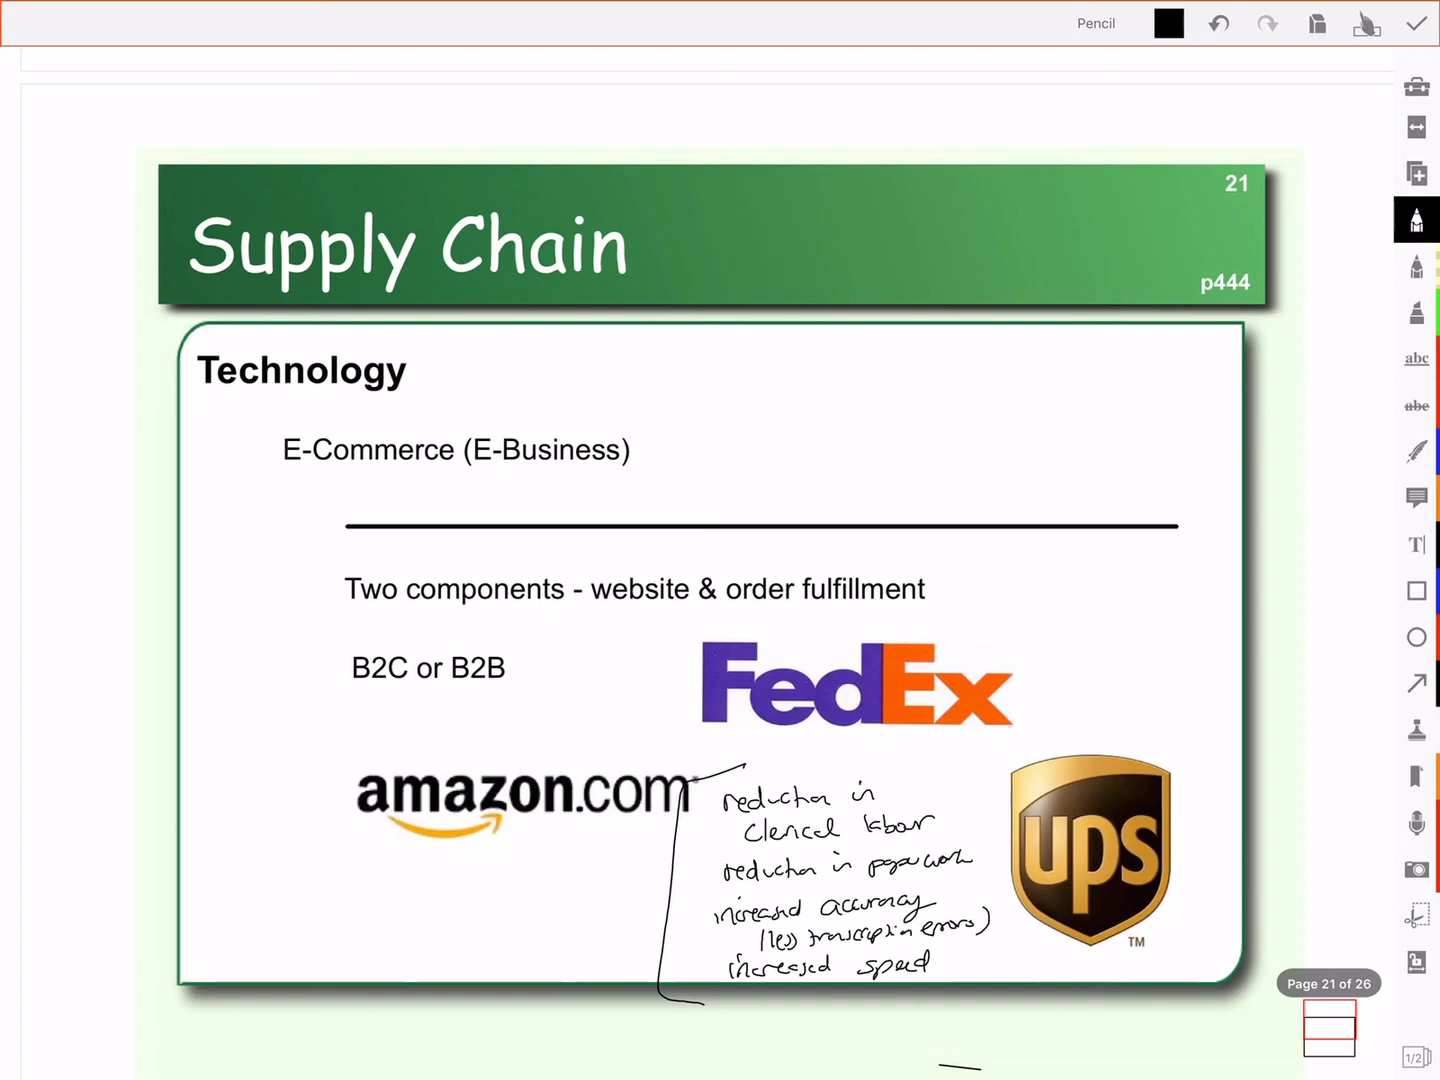 Pencil
21
Supply Chain
p444
Technology
E-Commerce (E-Business)
Two components - website & order fulfillment
B2C or B2B
FedEx
amazon.com
reduction in
clerical labour
reduction in paperwork
increased accuracy
(less transcription errors)
increased speed
ups
TM
abc
abc
T
Page 21 of 26
1/2